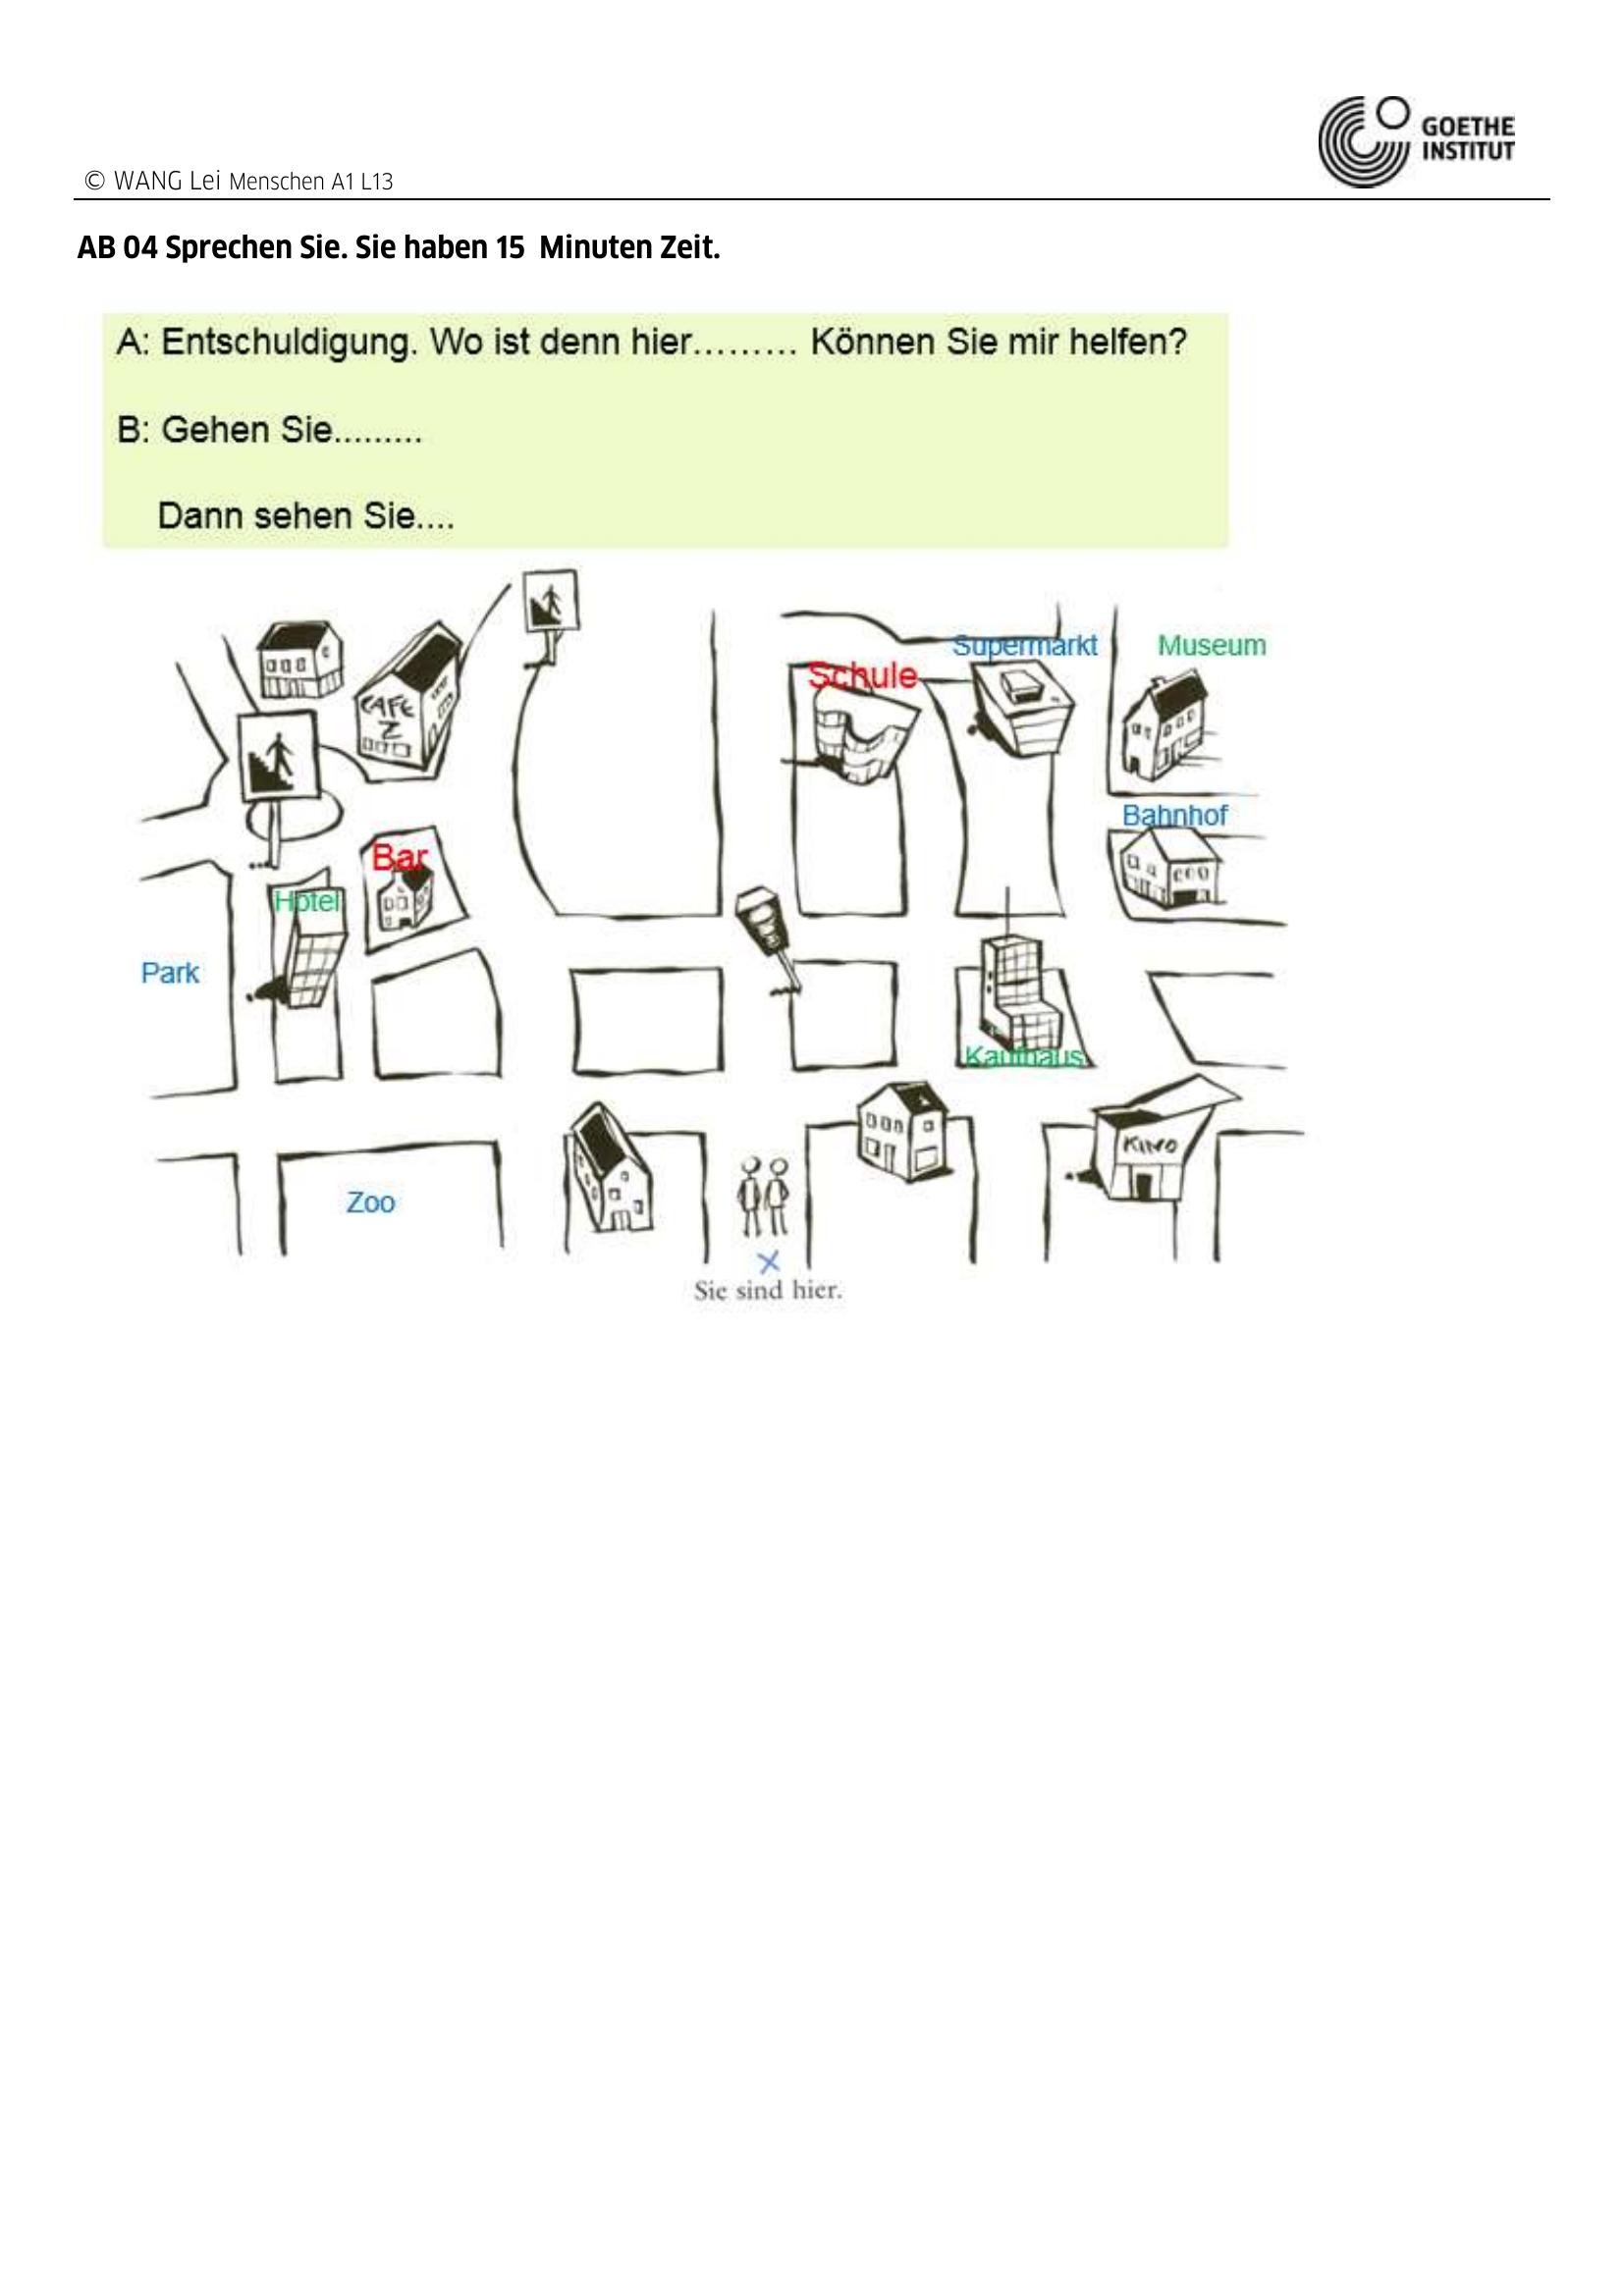 GOETHE
INSTITUT
© WANG Lei Menschen A1 L13
AB 04 Sprechen Sie. Sie haben 15 Minuten Zeit.
A: Entschuldigung. Wo ist denn hier......... Können Sie mir helfen?
B: Gehen Sie.........
Dann sehen Sie....
Supermarkt
Museum
Schule
CAFE
Z
Bahnhof
Bar
Hotel
Park
Kaufhaus
KINO
Zoo
Sie sind hier.